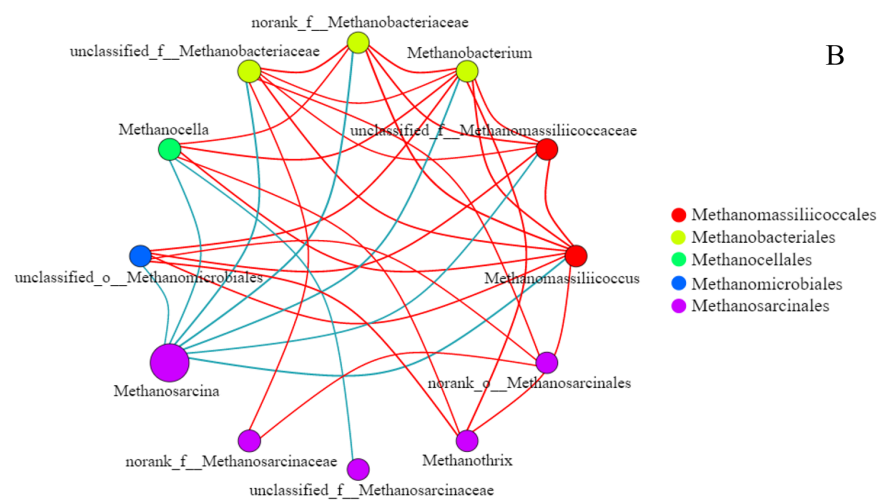 norank_f__Methanobacteriaceae
unclassified_f__Methanobacteriaceae
Methanobacterium
B
Methanocella
unclassified_f__Methanomassiliicoccaceae
Methanomassiliicoccales
Methanobacteriales
Methanocellales
Methanomicrobiales
Methanosarcinales
unclassified_o__Methanomicrobiales
Methanomassiliicoccus
Methanosarcina
norank_o__Methanosarcinales
norank_f__Methanosarcinaceae
Methanothrix
unclassified_f__Methanosarcinaceae